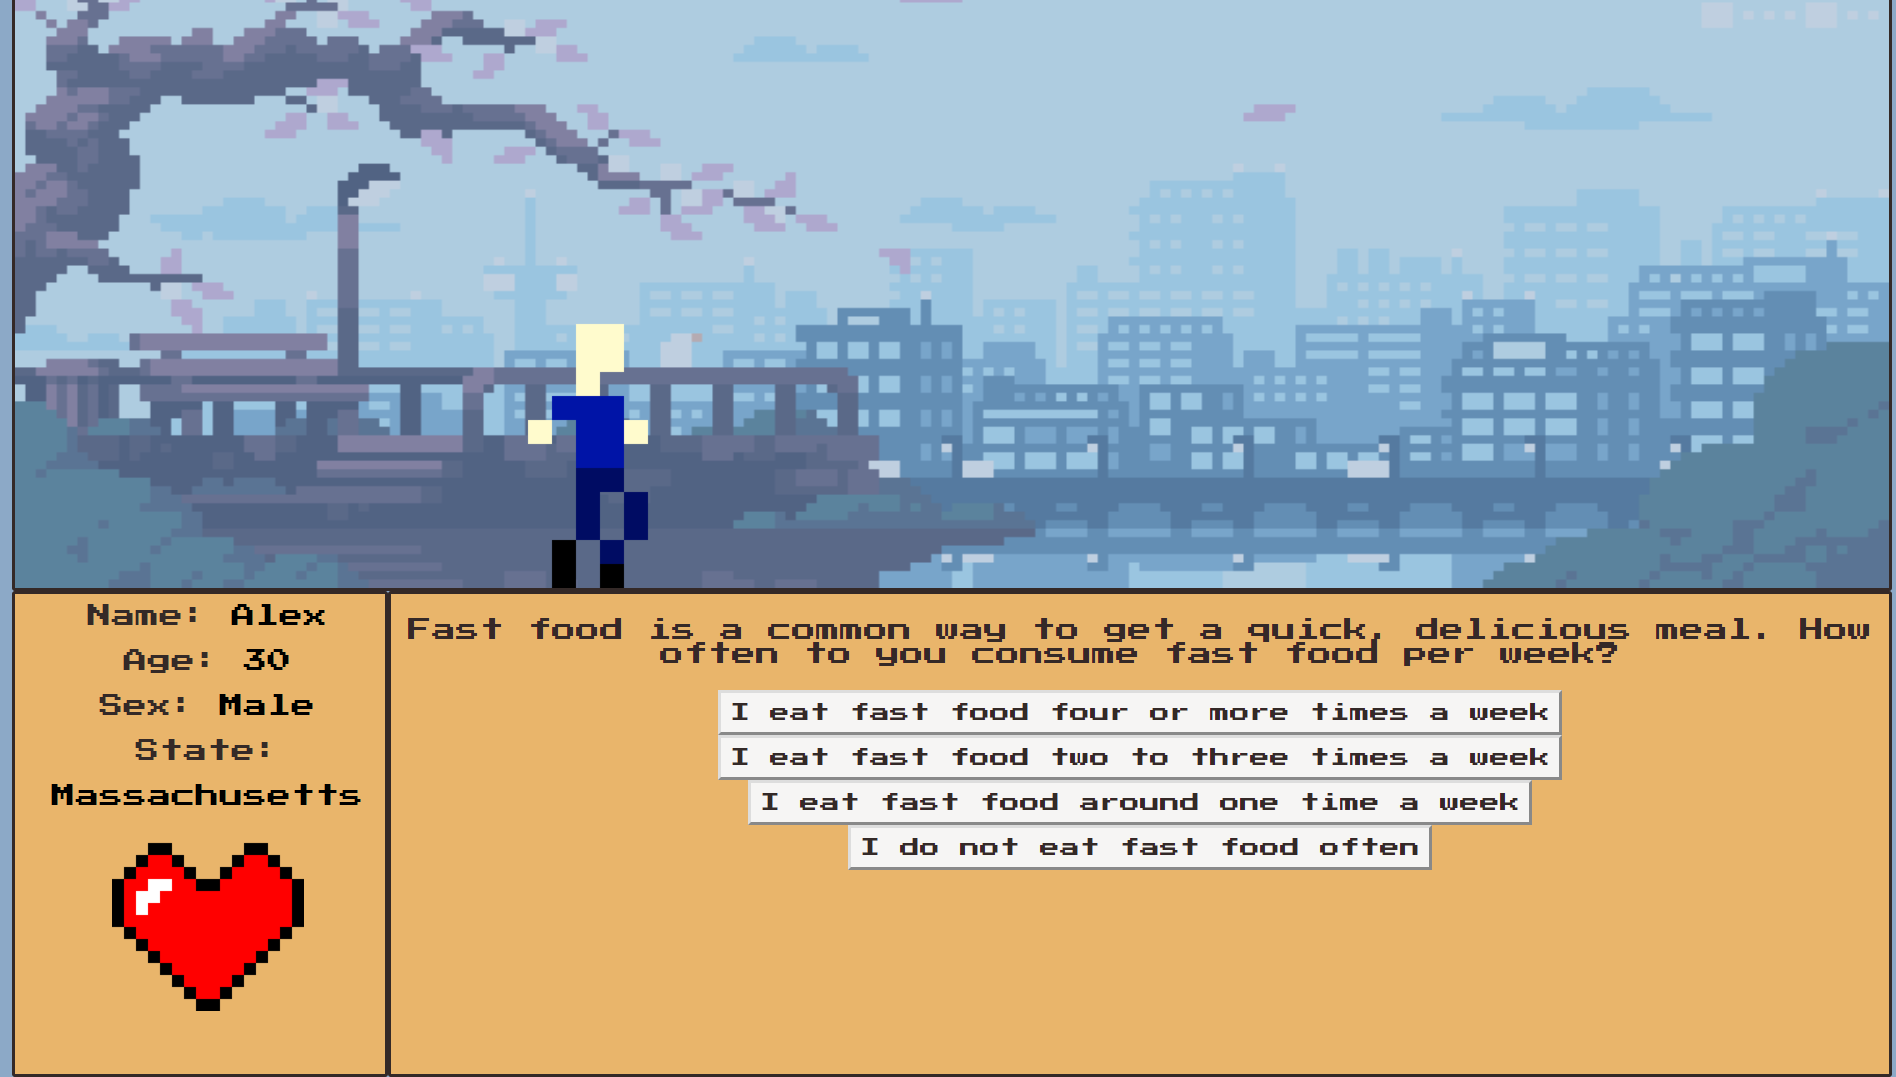 Name: Alex
Age: 30
Sex: Male
State:
Massachusetts
Fast food is a common way to get a quick, delicious meal. How
often to you consume fast food per week?
I eat fast food four or more times a week
I eat fast food two to three times a week
I eat fast food around one time a week
I do not eat fast food often